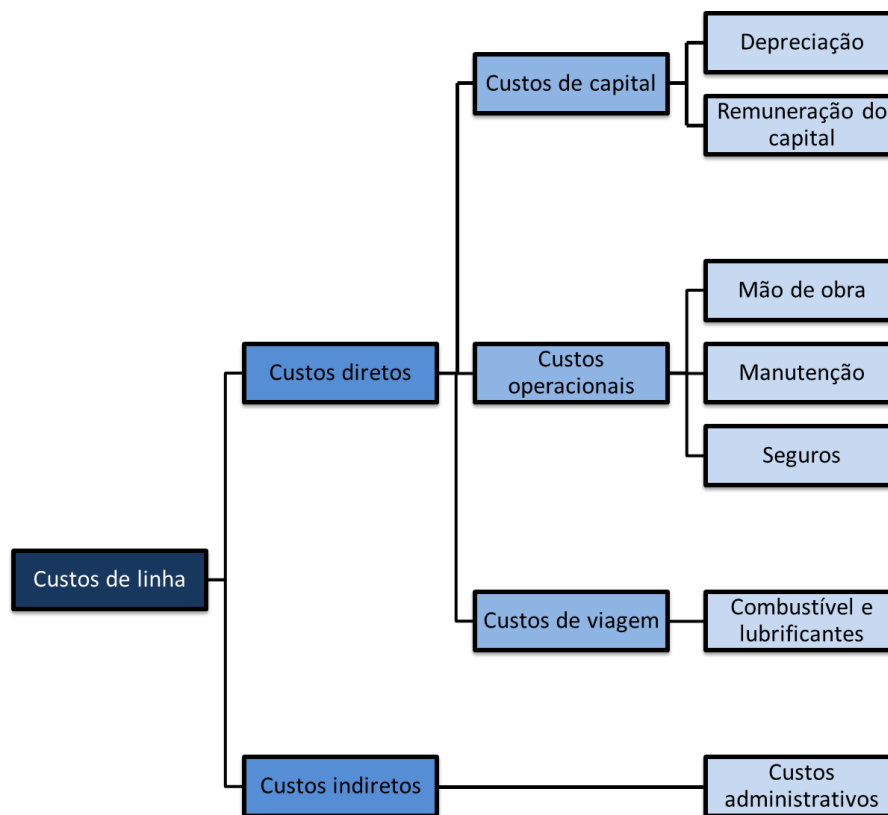 Depreciação
Custos de capital
Remuneração do
capital
Mão de obra
Custos diretos
Custos
operacionais
Manutenção
Seguros
Custos de linha
Custos de viagem
Combustível e
lubrificantes
Custos indiretos
Custos
administrativos